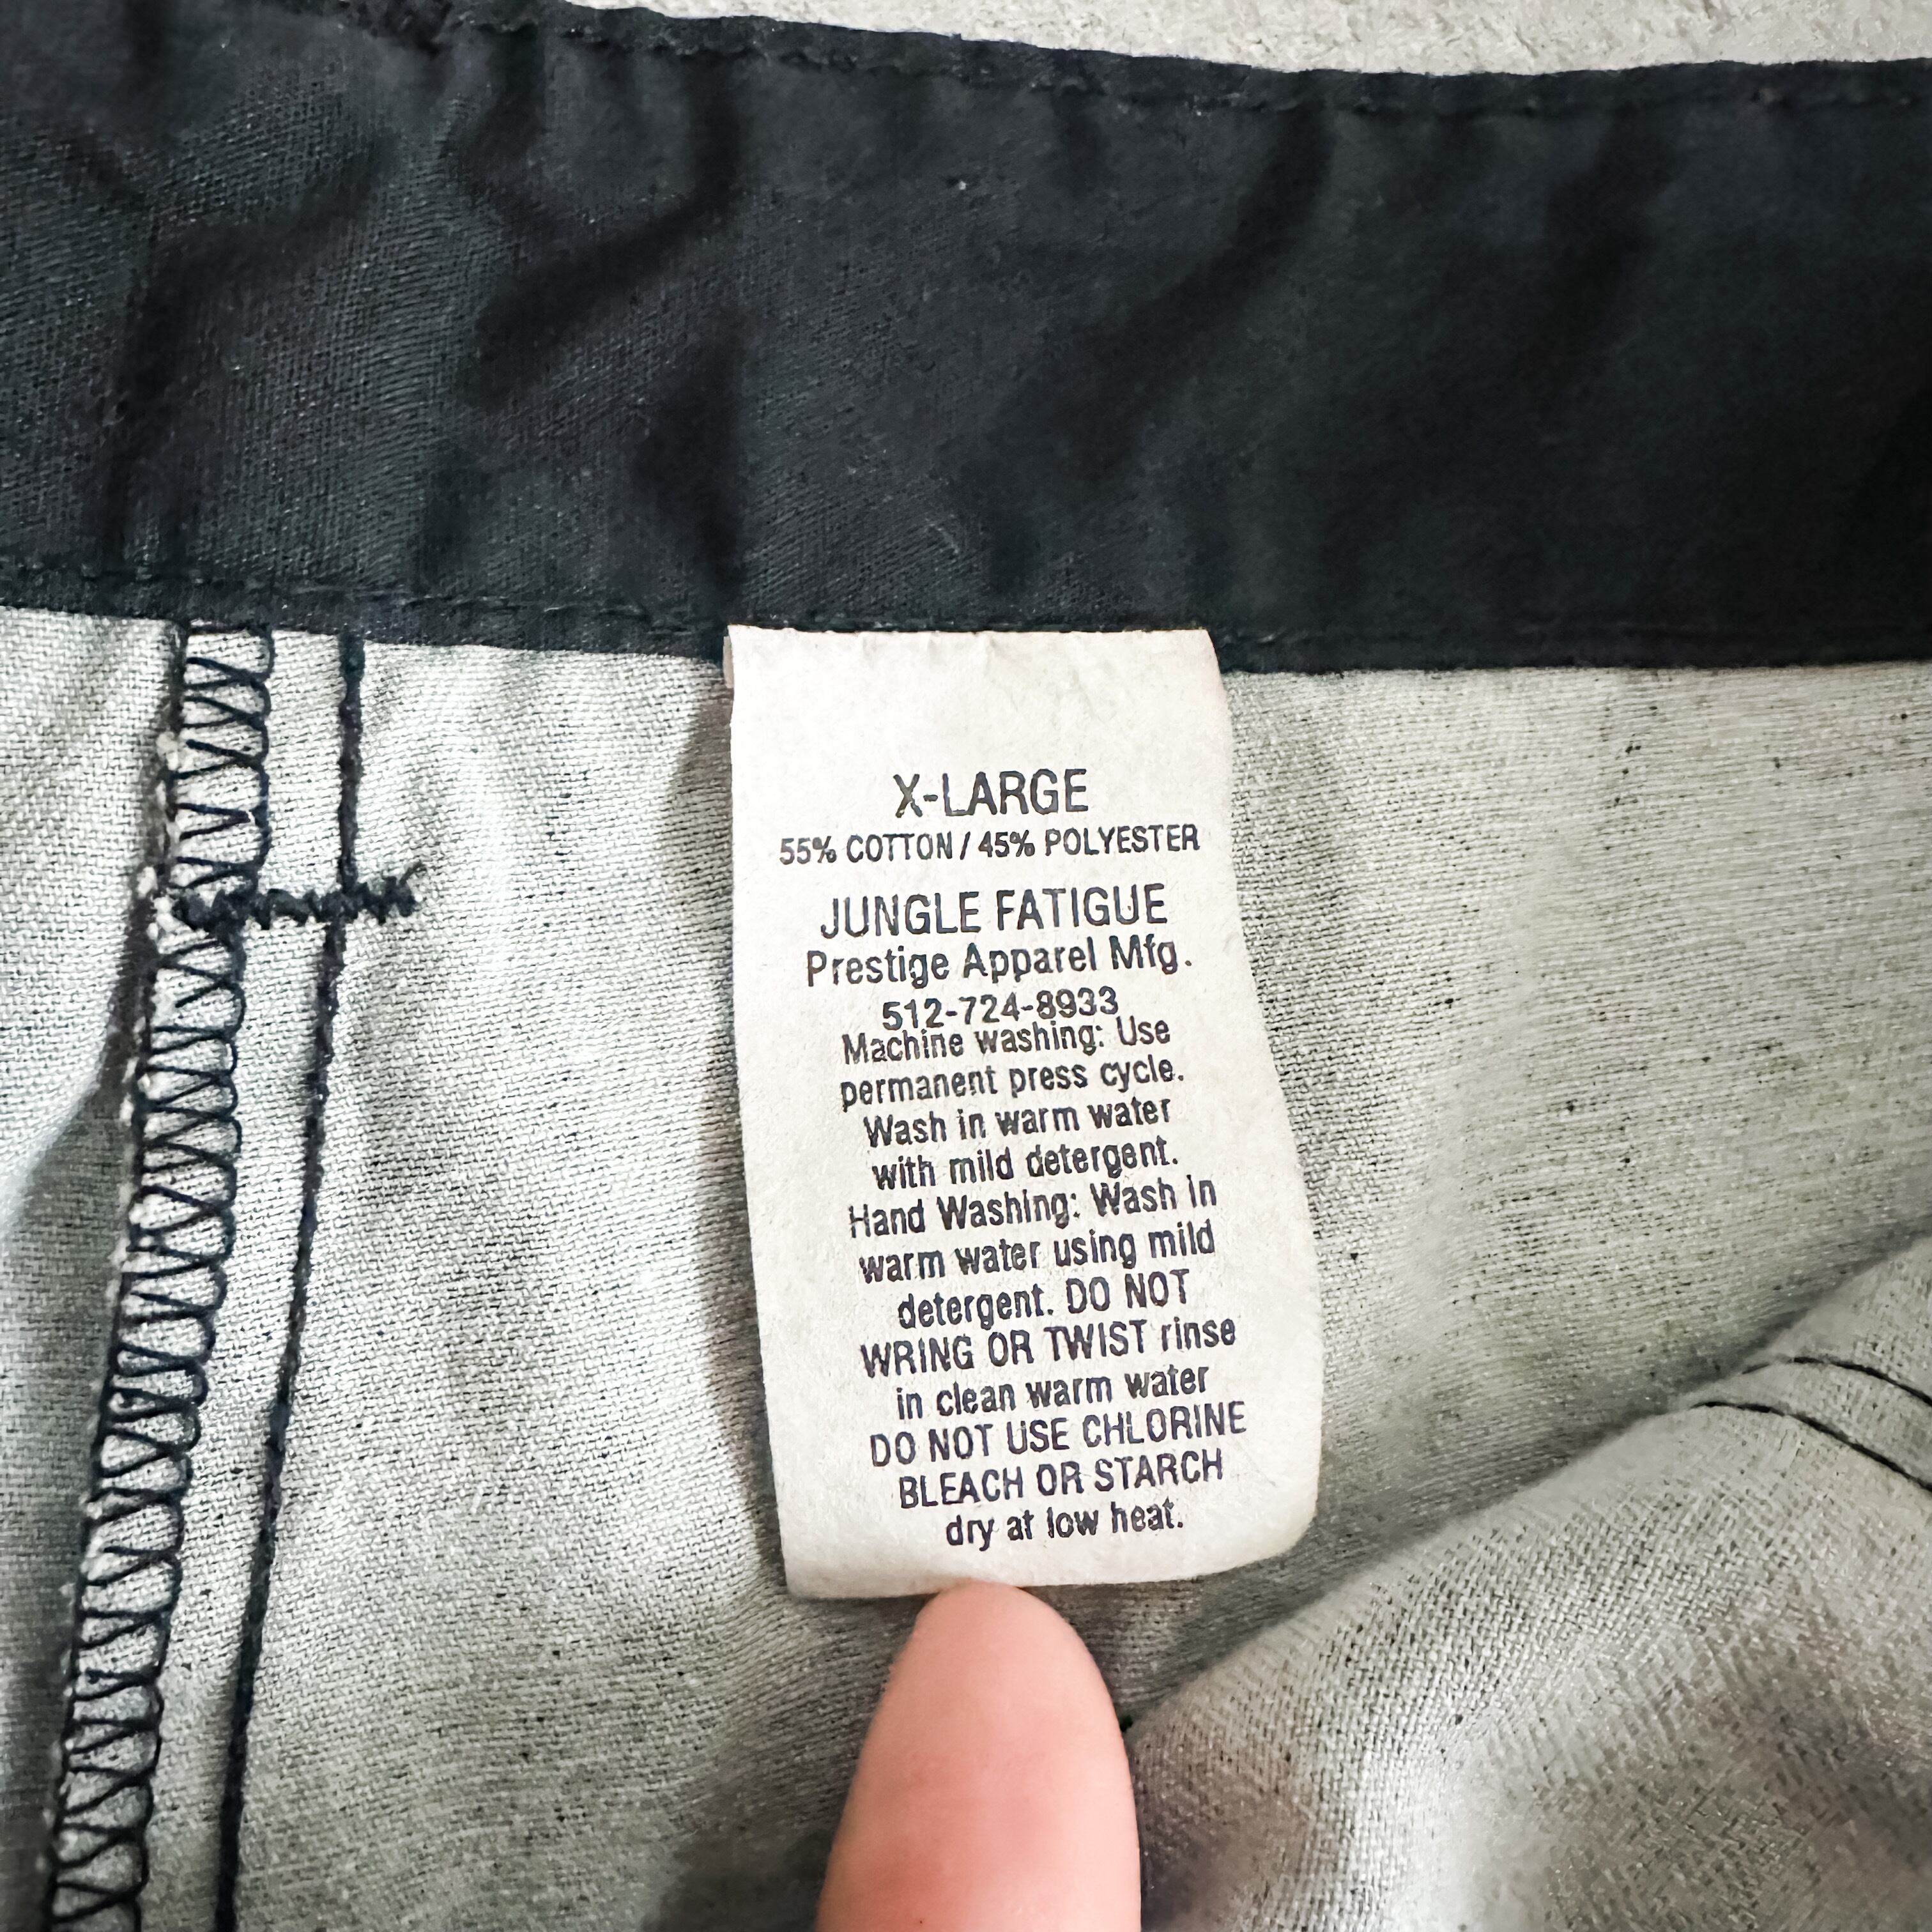 X-LARGE
55% COTTON / 45% POLYESTER
JUNGLE FATIGUE
Prestige Apparel Mfg.
512-724-8933
Machine washing: Use
permanent press cycle.
Wash in warm water
with mild detergent.
Hand Washing: Wash in
warm water using mild
detergent. DO NOT
WRING OR TWIST rinse
in clean warm water
DO NOT USE CHLORINE
BLEACH OR STARCH
dry at low heat.